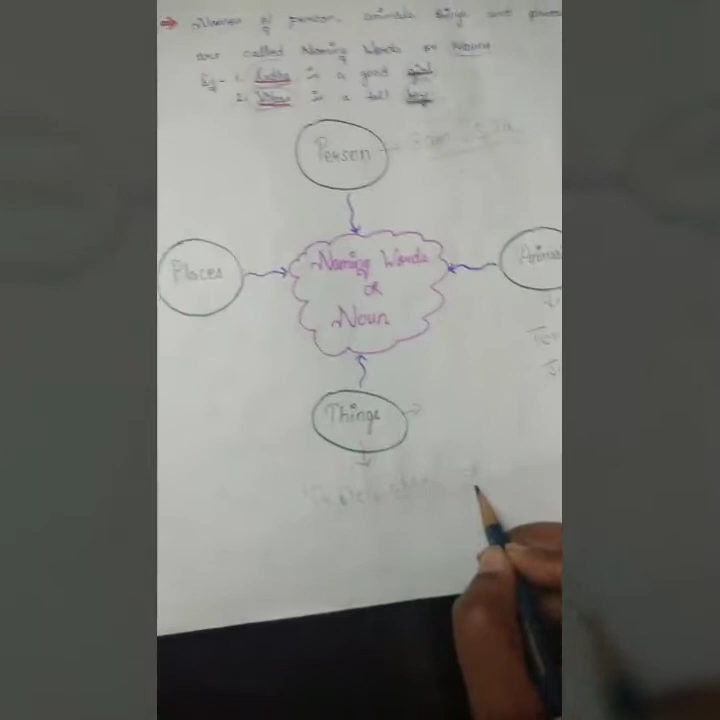 Names of person, animals things and places
are called Naming Words or Nouns
Eg- 1. is a good girl
2. is a tall boy
Person
Places
Naming Words
or
Noun
Animal
Things